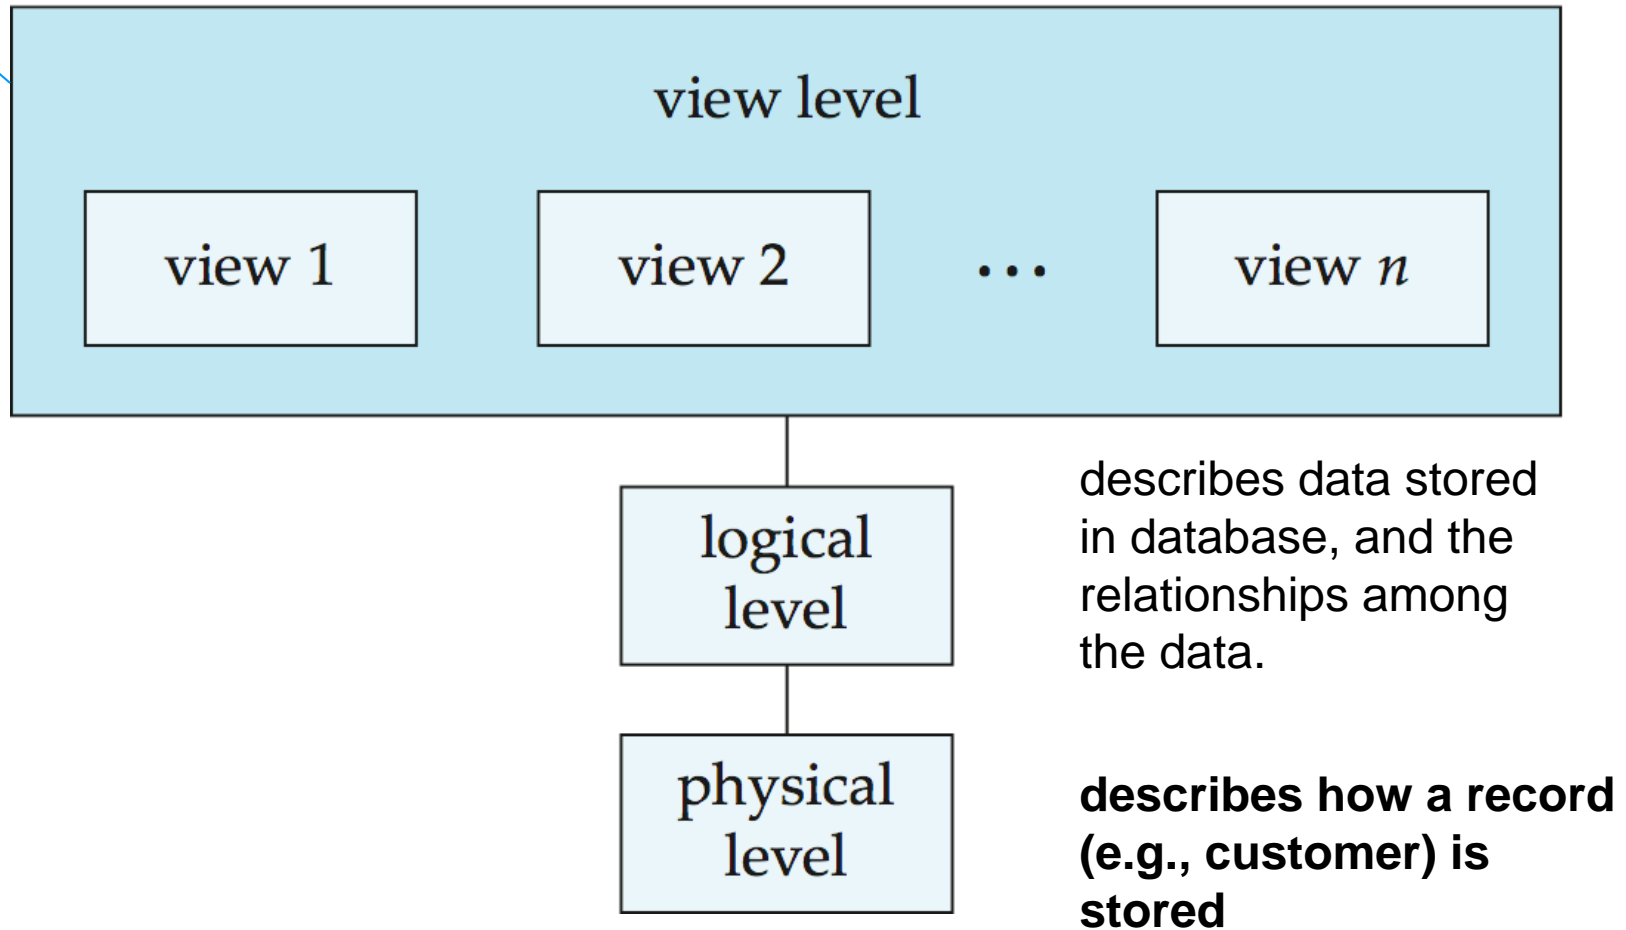 view level
view 1
view 2
...
view n
logical
level
describes data stored
in database, and the
relationships among
the data.
physical
level
describes how a record
(e.g., customer) is
stored